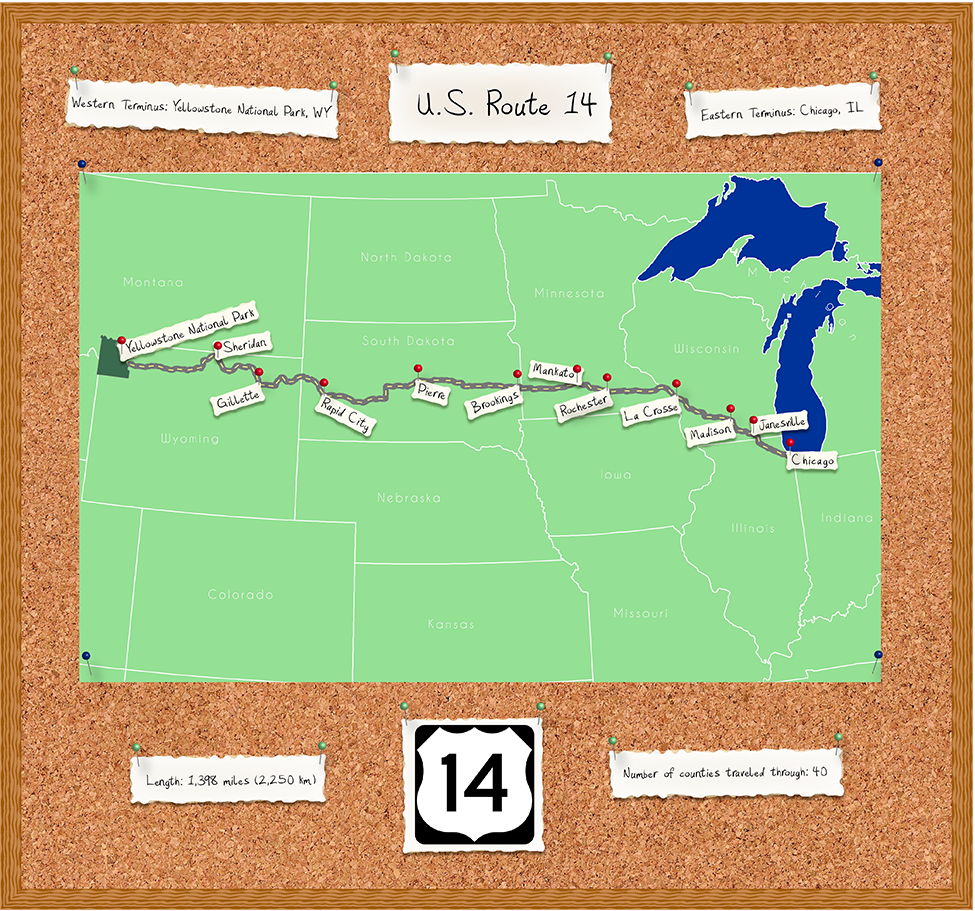 Western Terminus: Yellowstone National Park, WY
U.S. Route 14
Eastern Terminus: Chicago, IL
North Dakota
Montana
M i c
Minnesota
Yellowstone National Park
Sheridan
South Dakota
Wisconsin
Gillette
Rapid City
Pierre
Brookings
Mankato
Rochester
La Crosse
Madison
Janesville
Chicago
Wyoming
Iowa
Nebraska
Illinois
Indiana
Colorado
Kansas
Missouri
Length: 1,398 miles (2,250 km)
14
Number of counties traveled through: 40